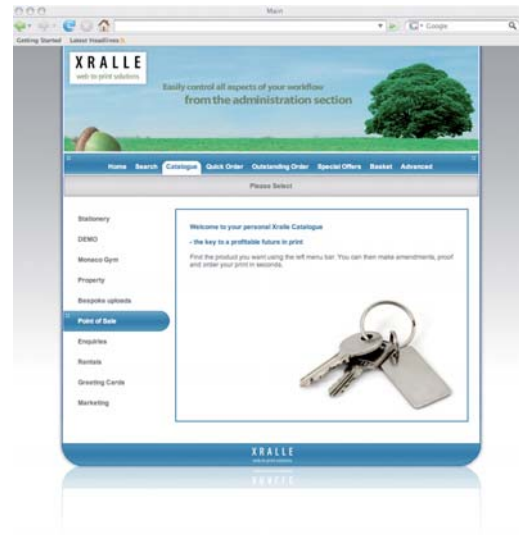 Main
Google
Getting Started Latest Headlines
XRALLE
web to print solutions
Easily control all aspects of your workflow
from the administration section
Home Search Catalogue Quick Order Outstanding Order Special Offers Basket Advanced
Please Select
Stationery
DEMO
Monaco Gym
Property
Bespoke uploads
Point of Sale
Enquiries
Rentals
Greeting Cards
Marketing
Welcome to your personal Xralle Catalogue
- the key to a profitable future in print
Find the product you want using the left menu bar. You can then make amendments, proof
and order your print in seconds.
XRALLE
web to print solutions